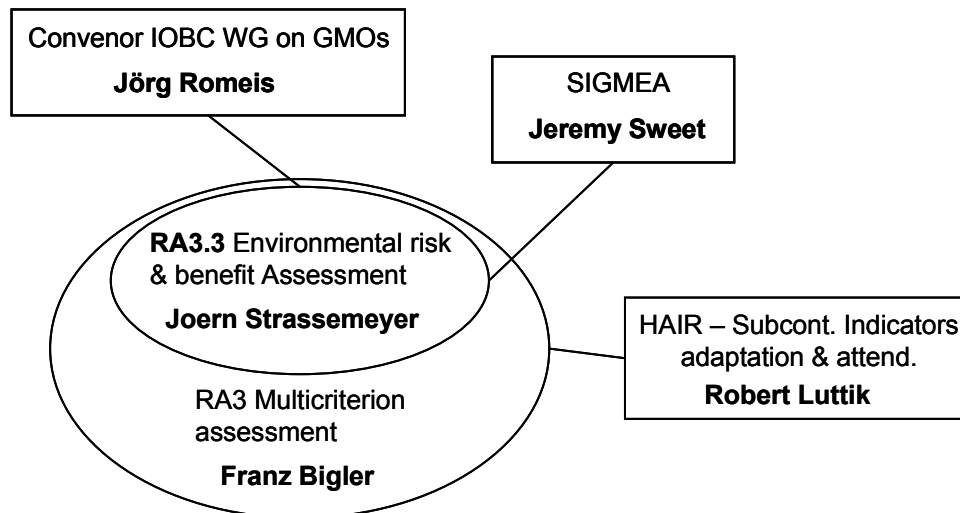 Convenor IOBC WG on GMOs
Jörg Romeis
SIGMEA
Jeremy Sweet
RA3.3 Environmental risk
& benefit Assessment
Joern Strassemeyer
HAIR – Subcont. Indicators
adaptation & attend.
Robert Luttik
RA3 Multicriterion
assessment
Franz Bigler